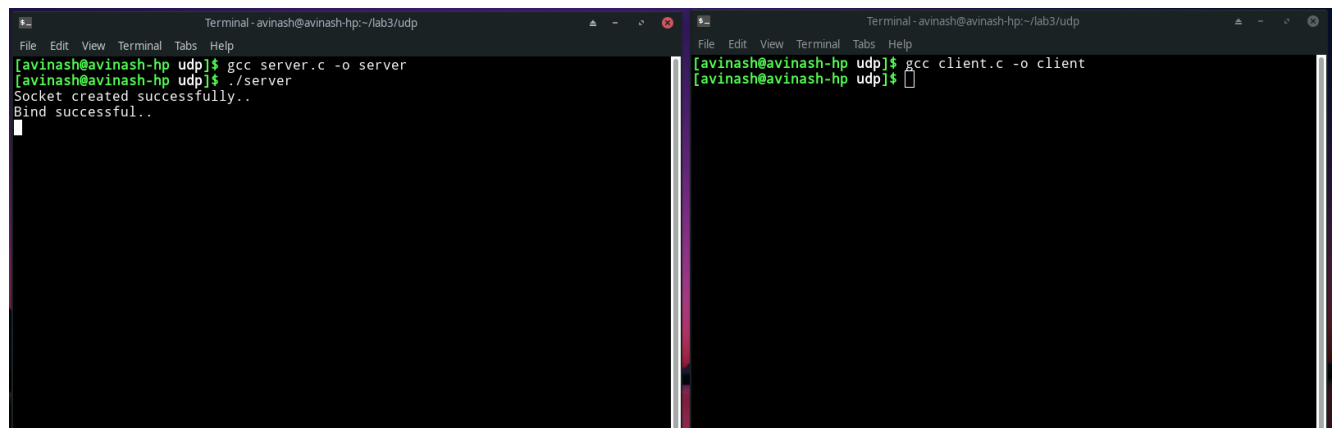 Terminal - avinash@avinash-hp:~/lab3/udp
File Edit View Terminal Tabs Help
[avinash@avinash-hp udp]$ gcc server.c -o server
[avinash@avinash-hp udp]$ ./server
Socket created successfully..
Bind successful..
Terminal - avinash@avinash-hp:~/lab3/udp
File Edit View Terminal Tabs Help
[avinash@avinash-hp udp]$ gcc client.c -o client
[avinash@avinash-hp udp]$